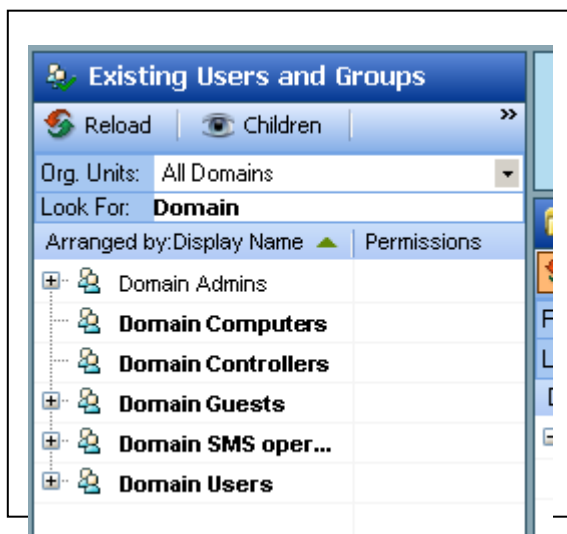 Existing Users and Groups
Reload Children »
Org. Units: All Domains
Look For: Domain
Arranged by:Display Name Permissions
Domain Admins
Domain Computers
Domain Controllers
Domain Guests
Domain SMS oper...
Domain Users